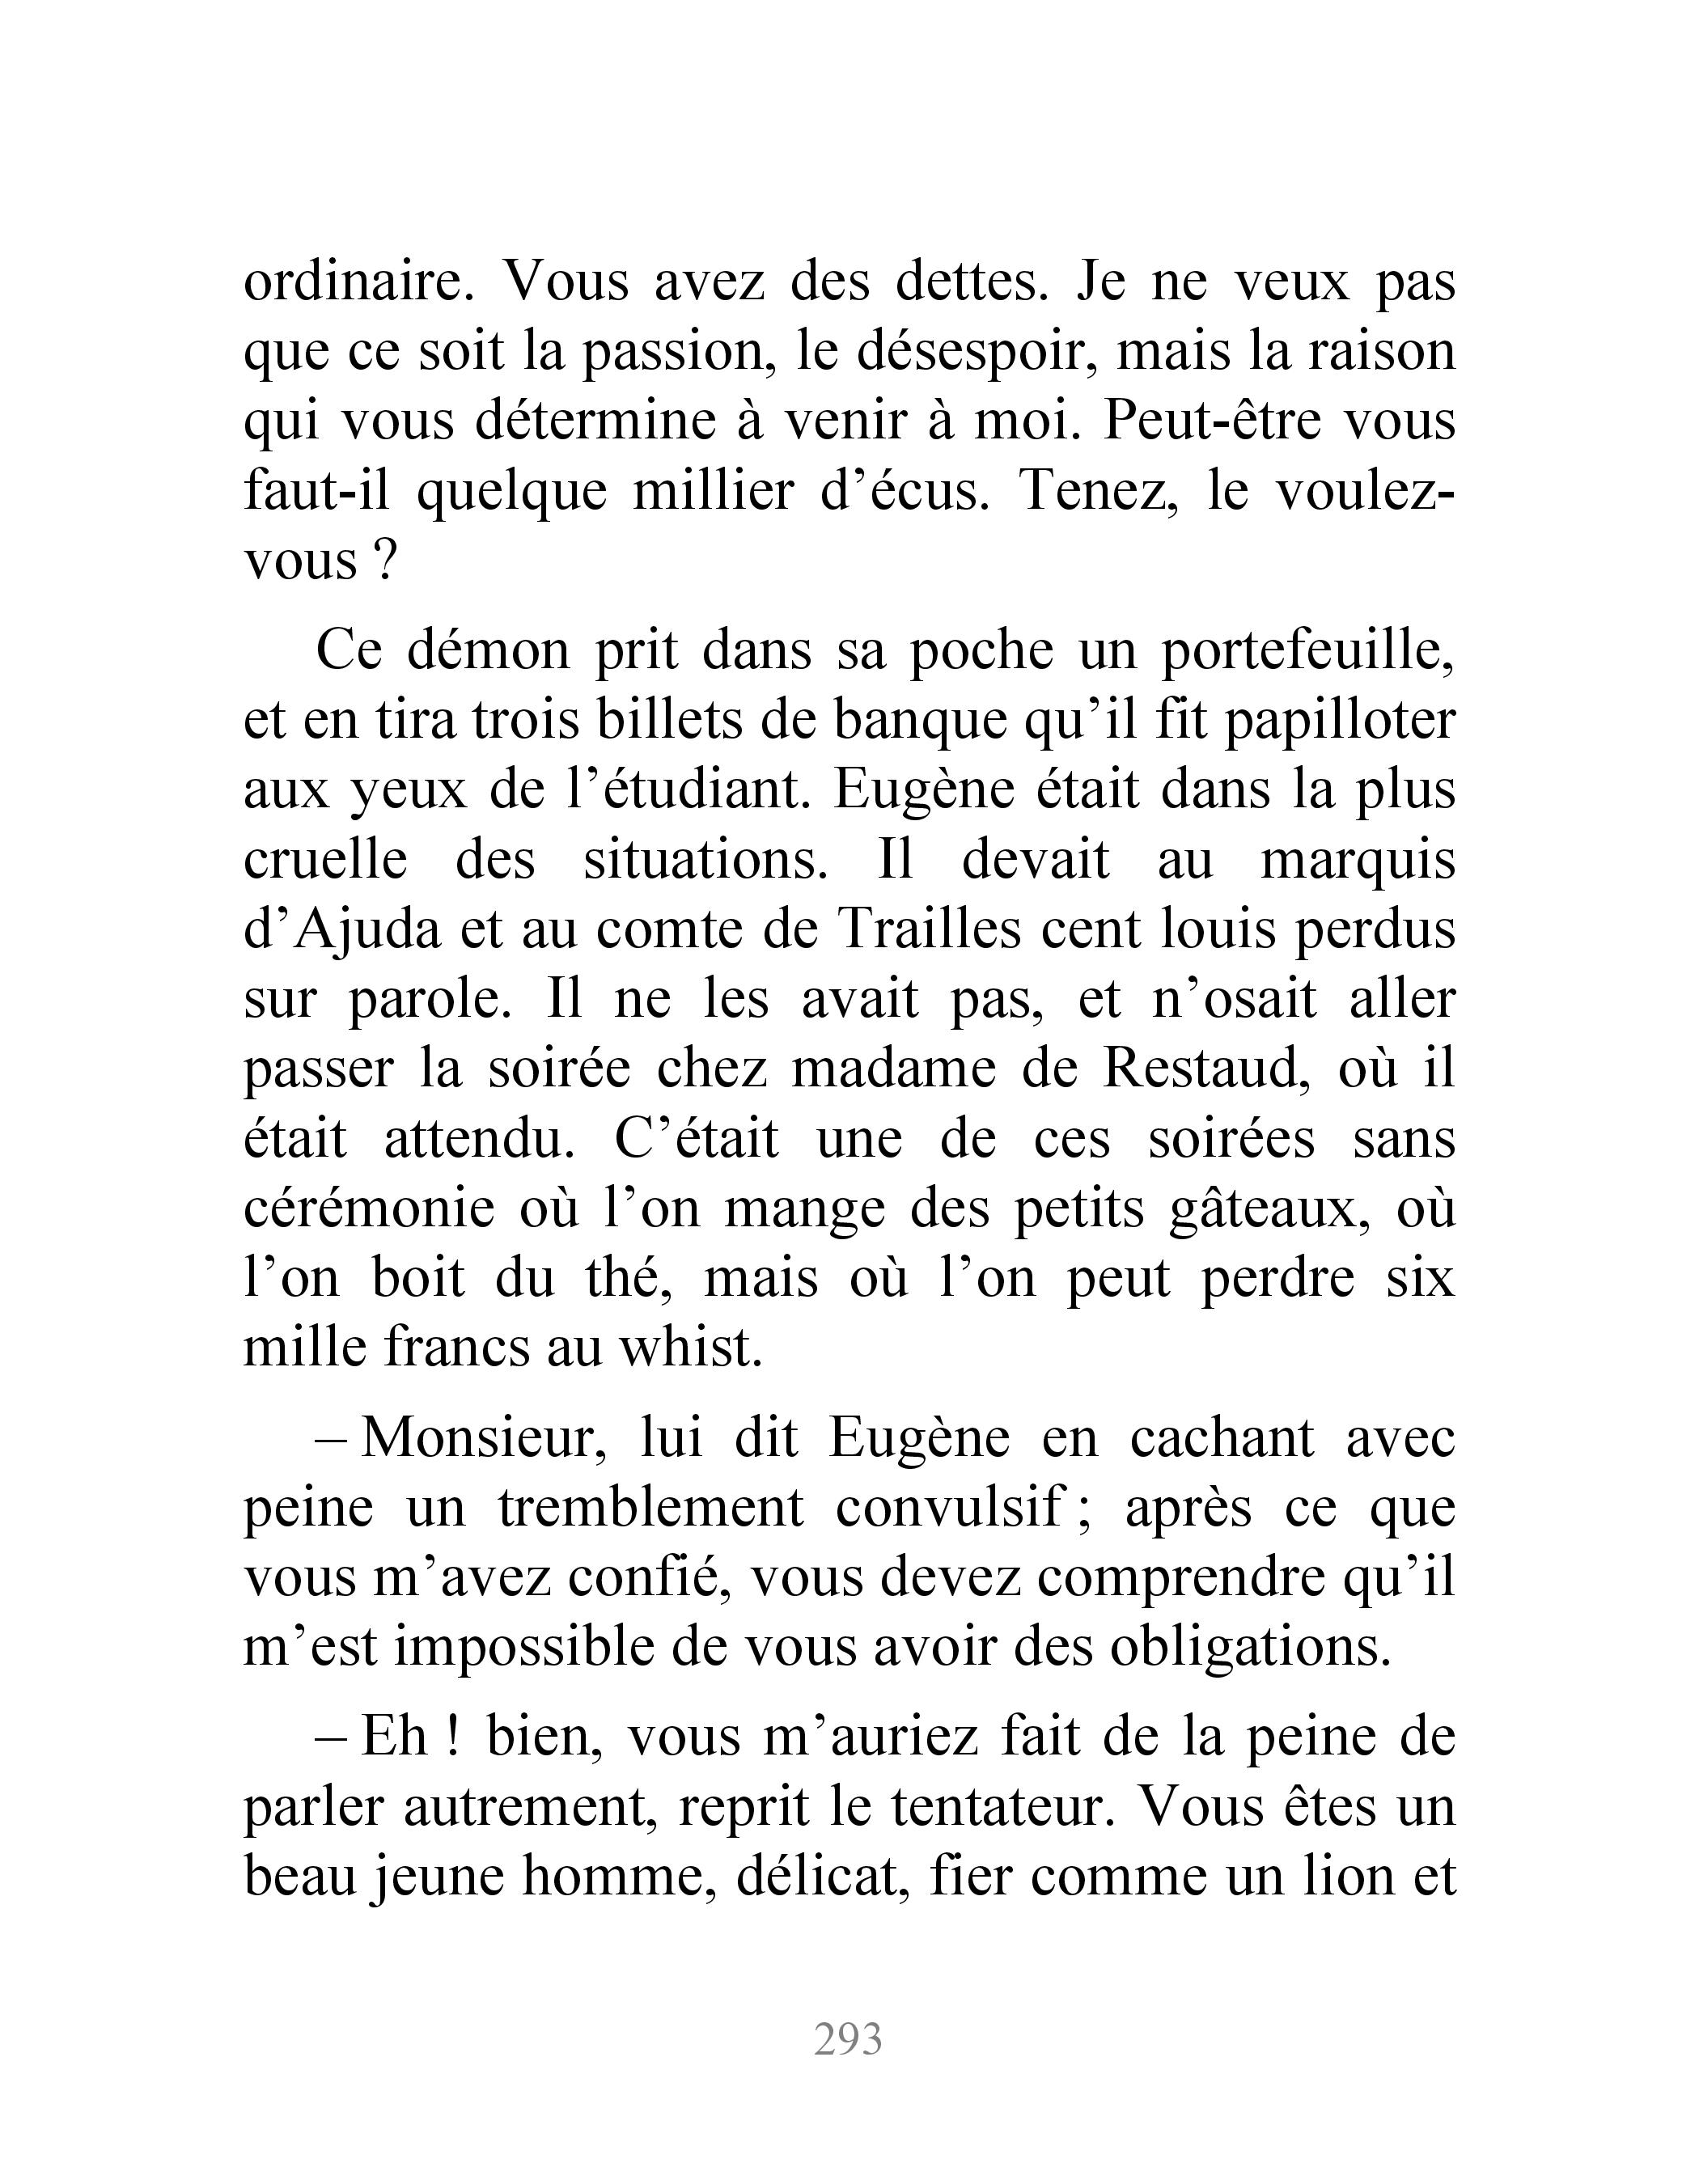 ordinaire. Vous avez des dettes. Je ne veux pas
que ce soit la passion, le désespoir, mais la raison
qui vous détermine à venir à moi. Peut-être vous
faut-il quelque millier d’écus. Tenez, le voulez-
vous ?
Ce démon prit dans sa poche un portefeuille,
et en tira trois billets de banque qu’il fit papilloter
aux yeux de l’étudiant. Eugène était dans la plus
cruelle des situations. Il devait au marquis
d’Ajuda et au comte de Trailles cent louis perdus
sur parole. Il ne les avait pas, et n’osait aller
passer la soirée chez madame de Restaud, où il
était attendu. C’était une de ces soirées sans
cérémonie où l’on mange des petits gâteaux, où
l’on boit du thé, mais où l’on peut perdre six
mille francs au whist.
– Monsieur, lui dit Eugène en cachant avec
peine un tremblement convulsif ; après ce que
vous m’avez confié, vous devez comprendre qu’il
m’est impossible de vous avoir des obligations.
– Eh ! bien, vous m’auriez fait de la peine de
parler autrement, reprit le tentateur. Vous êtes un
beau jeune homme, délicat, fier comme un lion et
293